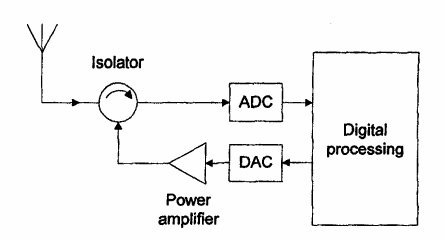 Isolator
ADC
Digital
processing
DAC
Power
amplifier